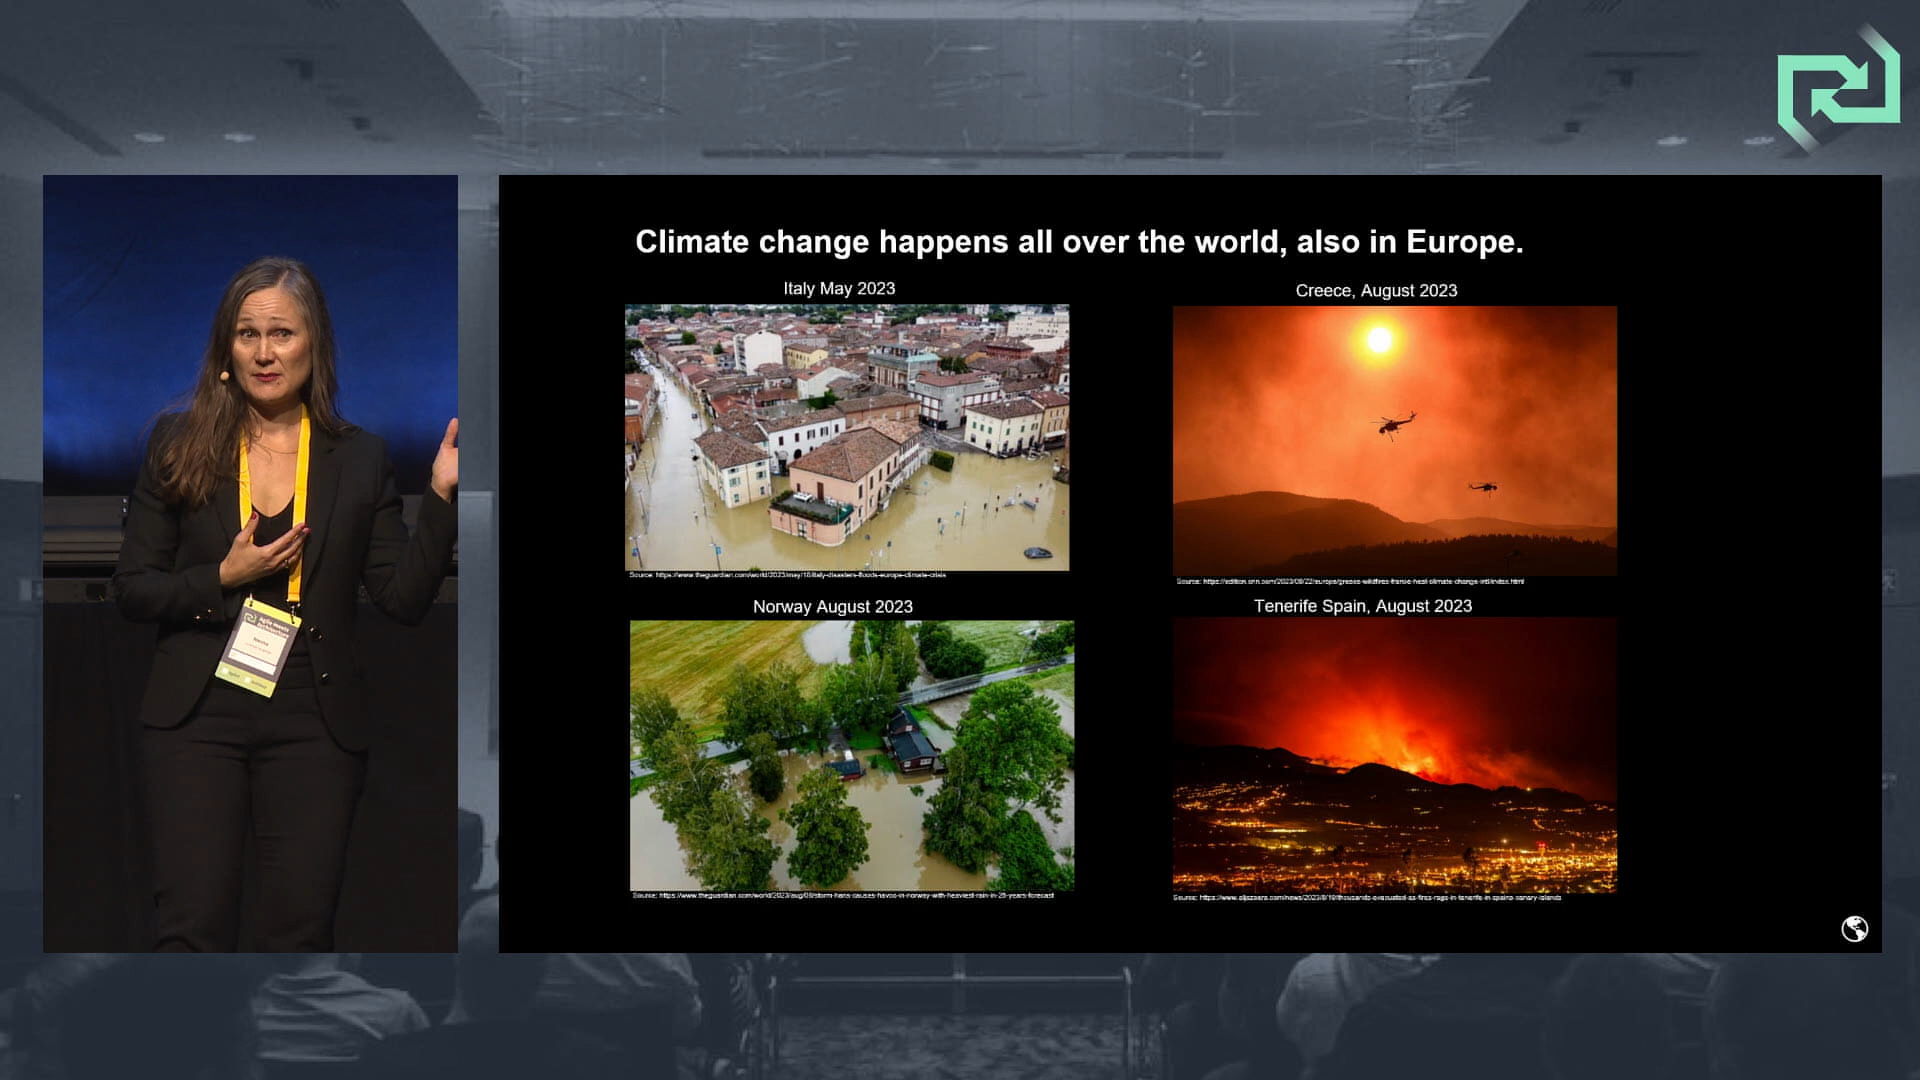 Climate change happens all over the world, also in Europe.
Italy May 2023
Creece, August 2023
Source: https://www.theguardian.com/world/2023/may/18/italy-disasters-floods-europe-climate-crisis
Source: https://edition.cnn.com/2023/08/22/europe/greece-wildfires-france-heat-climate-change-intl/index.html
Norway August 2023
Tenerife Spain, August 2023
Source: https://www.theguardian.com/world/2023/aug/08/storm-hans-causes-havoc-in-norway-with-heaviest-rain-in-25-years-forecast
Source: https://www.aljazeera.com/news/2023/8/19/thousands-evacuated-as-fires-rage-in-tenerife-in-spains-canary-islands
Agile meets